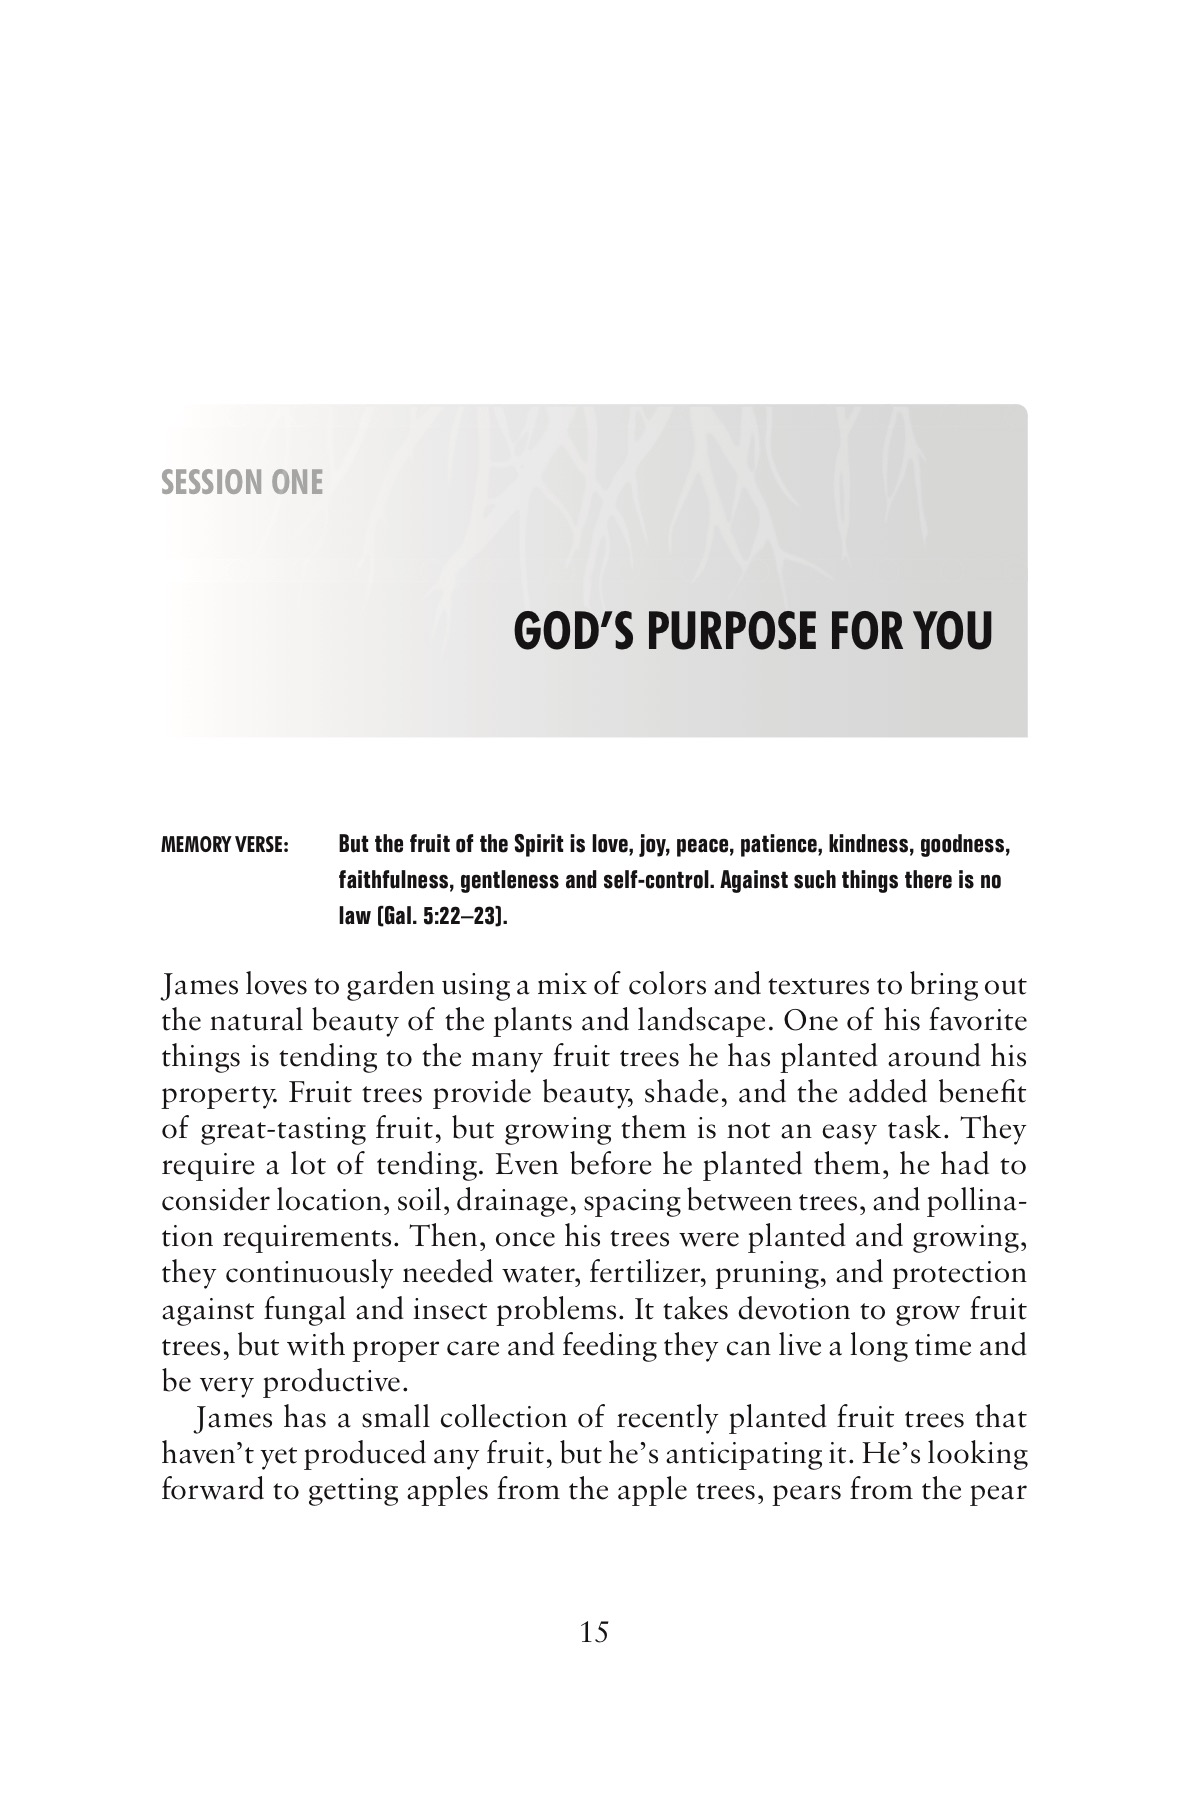 SESSION ONE
GOD’S PURPOSE FOR YOU
MEMORY VERSE: But the fruit of the Spirit is love, joy, peace, patience, kindness, goodness,
faithfulness, gentleness and self-control. Against such things there is no
law (Gal. 5:22–23).
James loves to garden using a mix of colors and textures to bring out
the natural beauty of the plants and landscape. One of his favorite
things is tending to the many fruit trees he has planted around his
property. Fruit trees provide beauty, shade, and the added benefit
of great-tasting fruit, but growing them is not an easy task. They
require a lot of tending. Even before he planted them, he had to
consider location, soil, drainage, spacing between trees, and pollina-
tion requirements. Then, once his trees were planted and growing,
they continuously needed water, fertilizer, pruning, and protection
against fungal and insect problems. It takes devotion to grow fruit
trees, but with proper care and feeding they can live a long time and
be very productive.
James has a small collection of recently planted fruit trees that
haven’t yet produced any fruit, but he’s anticipating it. He’s looking
forward to getting apples from the apple trees, pears from the pear
15